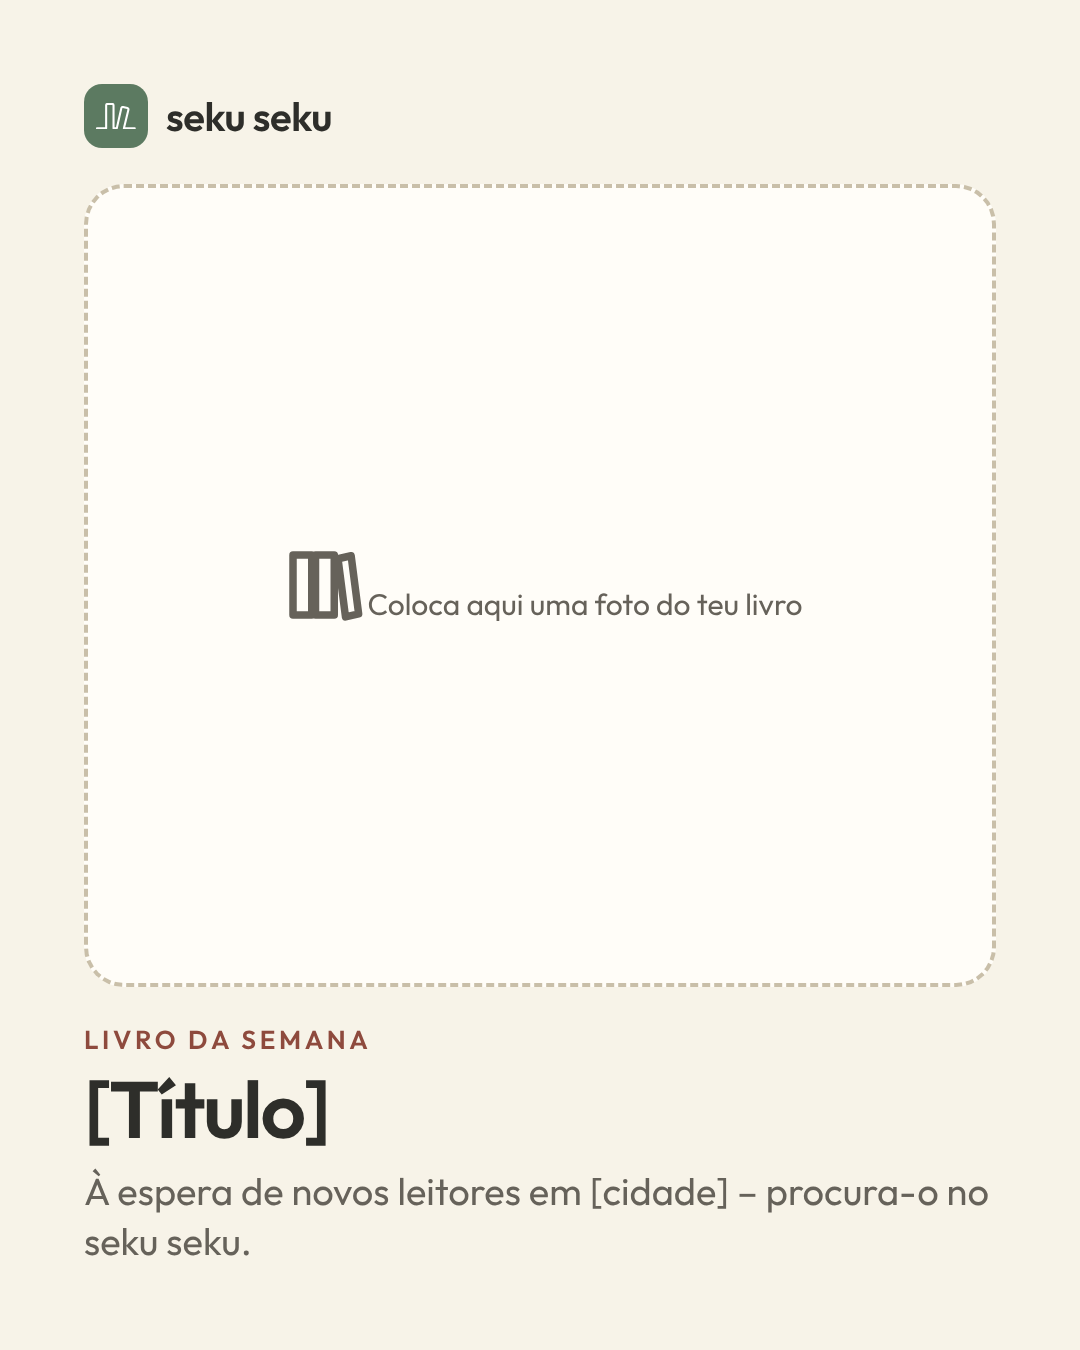 seku seku
Coloca aqui uma foto do teu livro
LIVRO DA SEMANA
[Título]
À espera de novos leitores em [cidade] – procura-o no
seku seku.